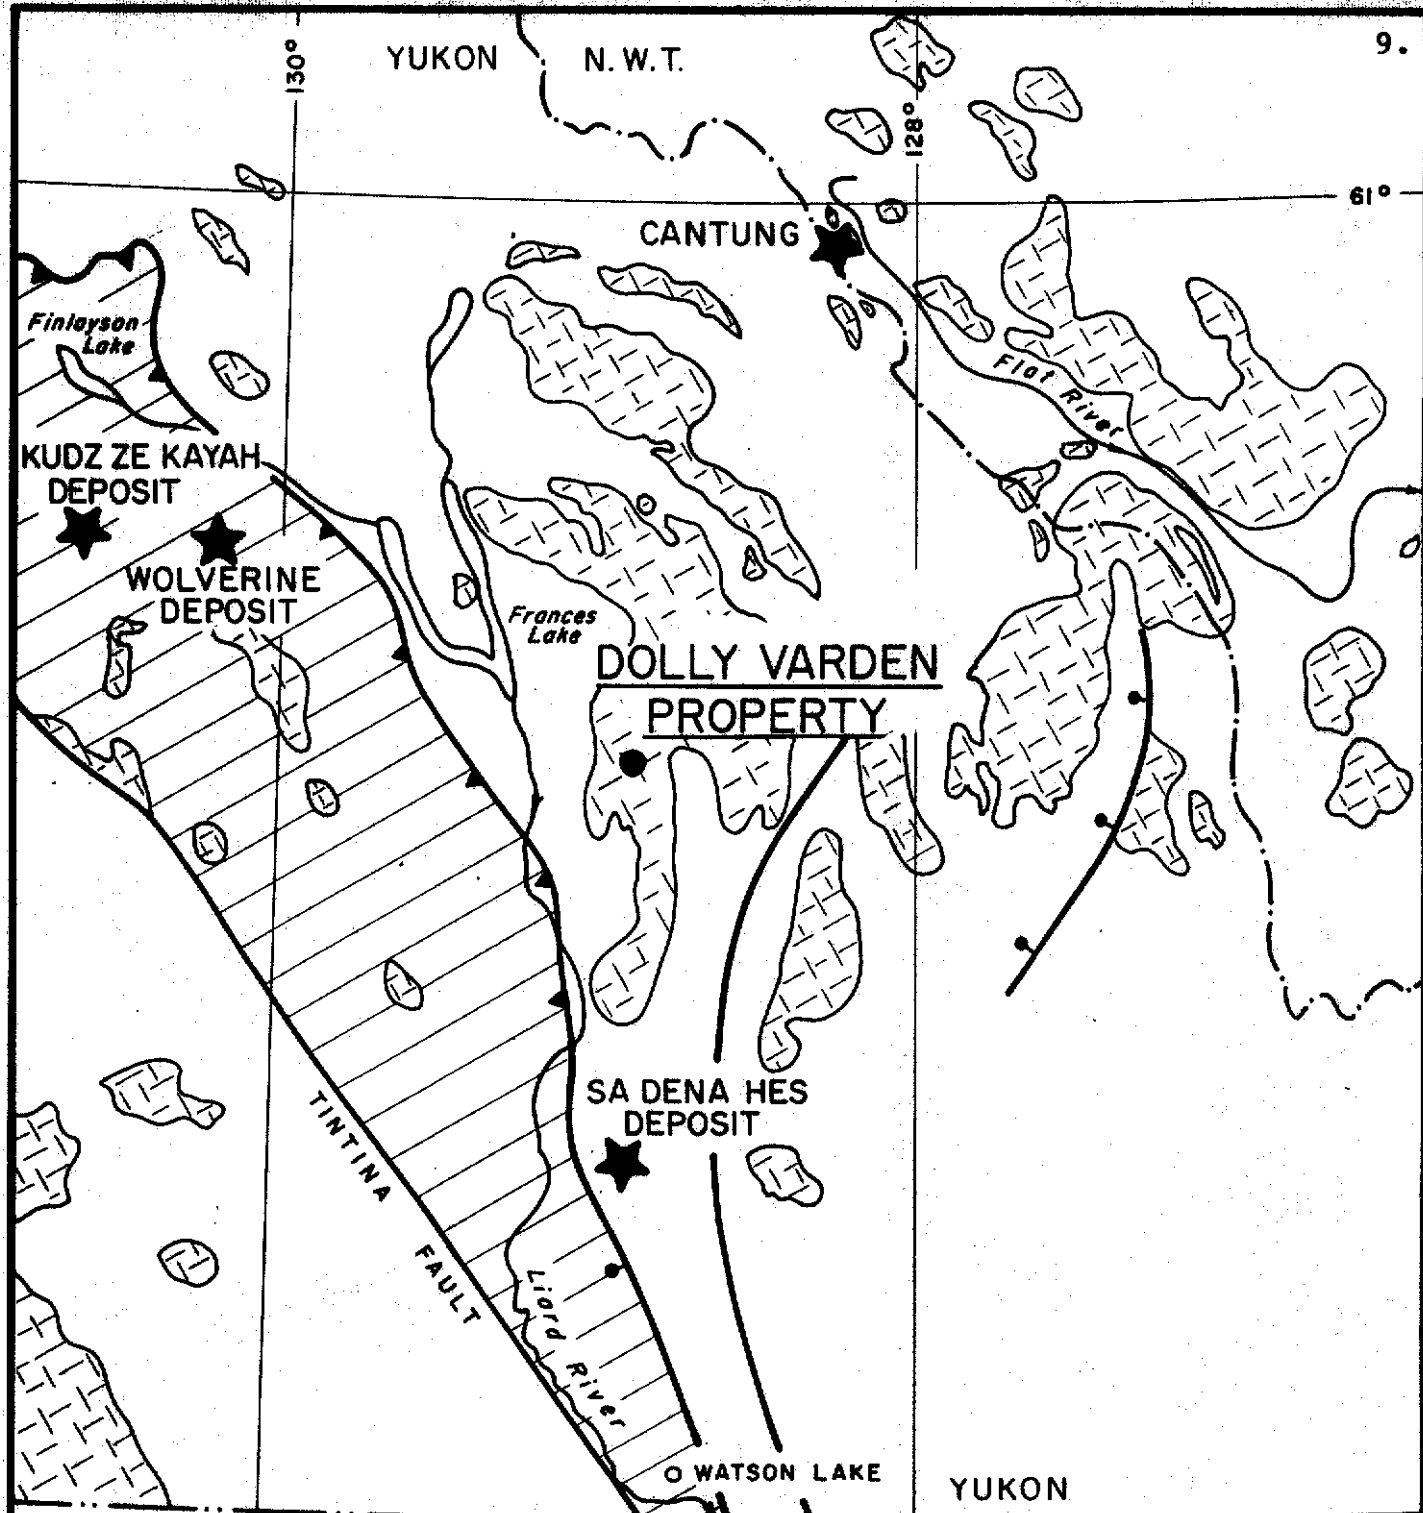 9.
YUKON
N.W.T.
130°
128°
61°
CANTUNG
Finlayson
Lake
Flat River
KUDZ ZE KAYAH
DEPOSIT
WOLVERINE
DEPOSIT
Frances
Lake
DOLLY VARDEN
PROPERTY
SA DENA HES
DEPOSIT
TINTINA FAULT
Liard River
WATSON LAKE
YUKON